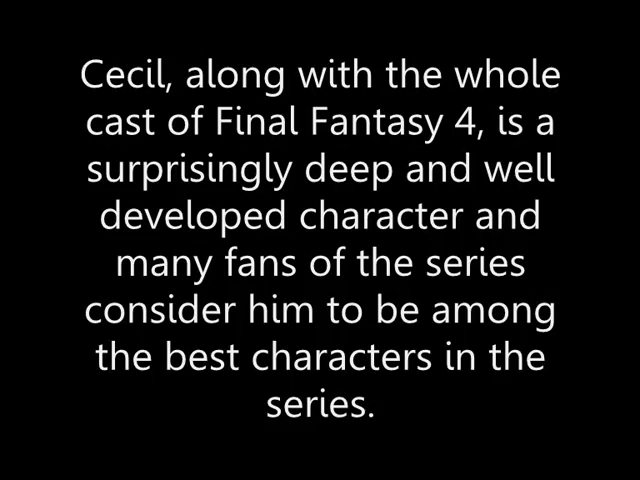 Cecil, along with the whole
cast of Final Fantasy 4, is a
surprisingly deep and well
developed character and
many fans of the series
consider him to be among
the best characters in the
series.